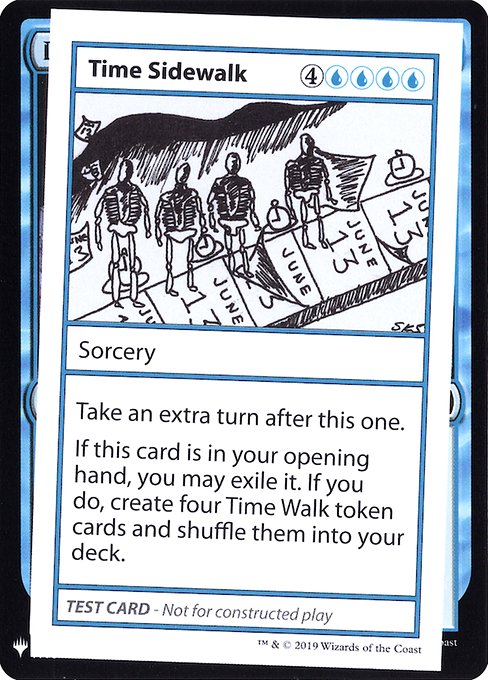 Time Sidewalk 4
JUNE
13
JUNE
13
JUNE
JUNE
13
SKS
Sorcery
Take an extra turn after this one.
If this card is in your opening
hand, you may exile it. If you
do, create four Time Walk token
cards and shuffle them into your
deck.
TEST CARD - Not for constructed play
™ & © 2019 Wizards of the Coast